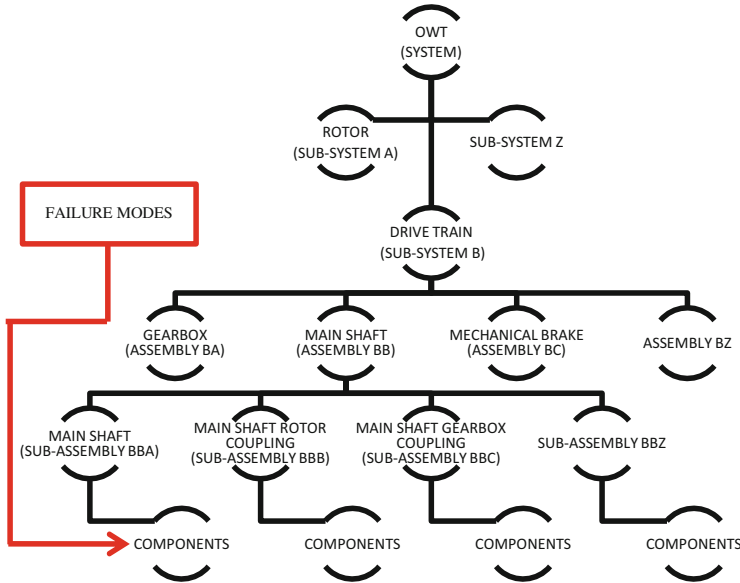 OWT
(SYSTEM)
ROTOR
(SUB-SYSTEM A)
SUB-SYSTEM Z
FAILURE MODES
DRIVE TRAIN
(SUB-SYSTEM B)
GEARBOX
(ASSEMBLY BA)
MAIN SHAFT
(ASSEMBLY BB)
MECHANICAL BRAKE
(ASSEMBLY BC)
ASSEMBLY BZ
MAIN SHAFT
(SUB-ASSEMBLY BBA)
MAIN SHAFT ROTOR
COUPLING
(SUB-ASSEMBLY BBB)
MAIN SHAFT GEARBOX
COUPLING
(SUB-ASSEMBLY BBC)
SUB-ASSEMBLY BBZ
COMPONENTS
COMPONENTS
COMPONENTS
COMPONENTS